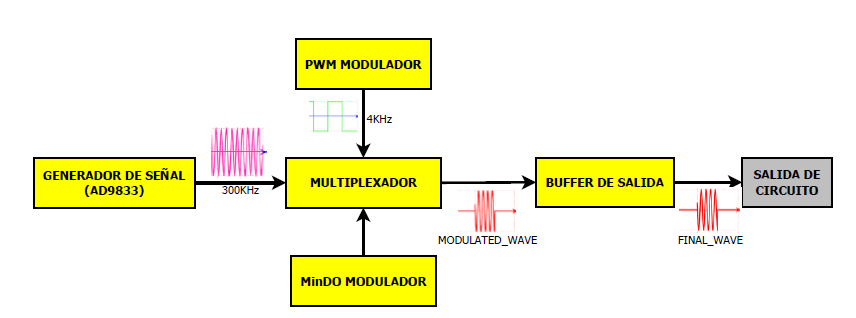 PWM MODULADOR
4KHz
GENERADOR DE SEÑAL
(AD9833)
300KHz
MULTIPLEXADOR
MODULATED_WAVE
BUFFER DE SALIDA
FINAL_WAVE
SALIDA DE
CIRCUITO
MinDO MODULADOR